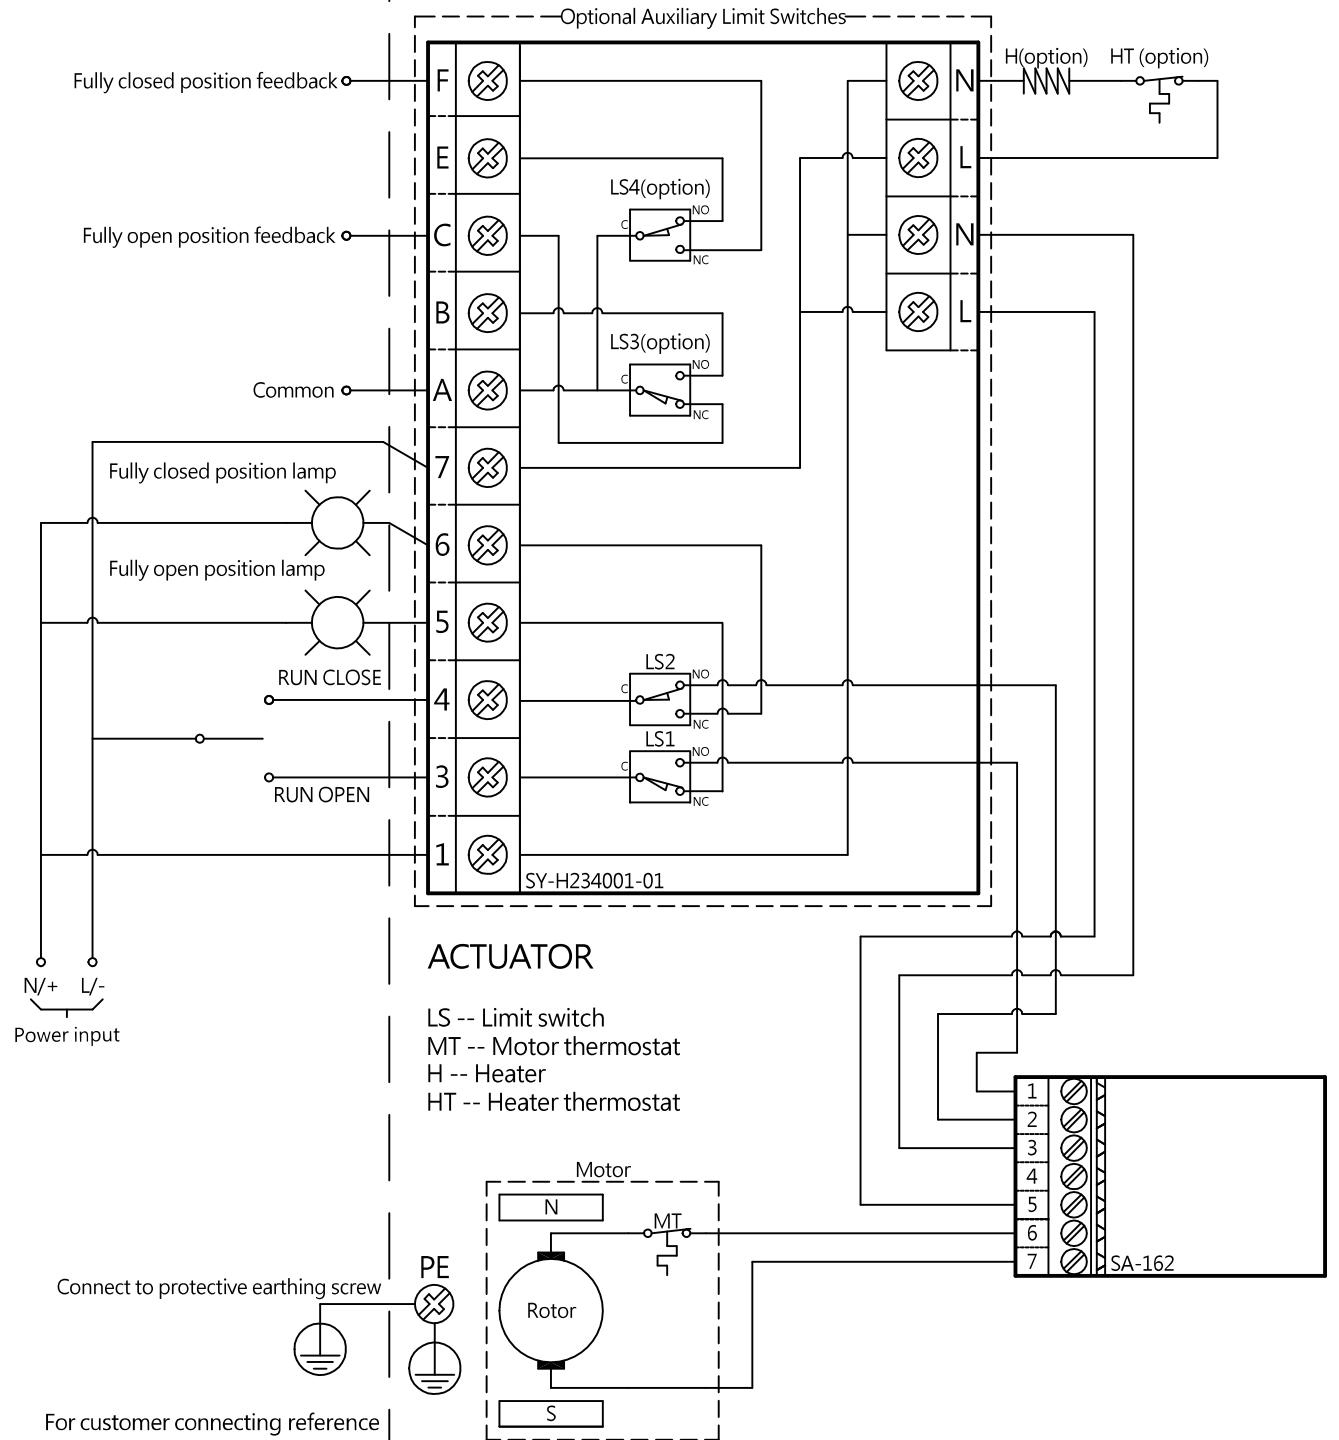 Optional Auxiliary Limit Switches
Fully closed position feedback
F
N
H(option)
HT (option)
E
L
LS4(option)
C
NO
NC
Fully open position feedback
C
N
B
L
LS3(option)
C
NO
NC
Common
A
7
Fully closed position lamp
6
Fully open position lamp
5
RUN CLOSE
4
LS2
C
NO
NC
LS1
C
NO
NC
3
RUN OPEN
1
SY-H234001-01
N/+
L/-
Power input
ACTUATOR
LS -- Limit switch
MT -- Motor thermostat
H -- Heater
HT -- Heater thermostat
1
2
3
4
5
6
7
SA-162
Motor
N
MT
Rotor
S
PE
Connect to protective earthing screw
For customer connecting reference